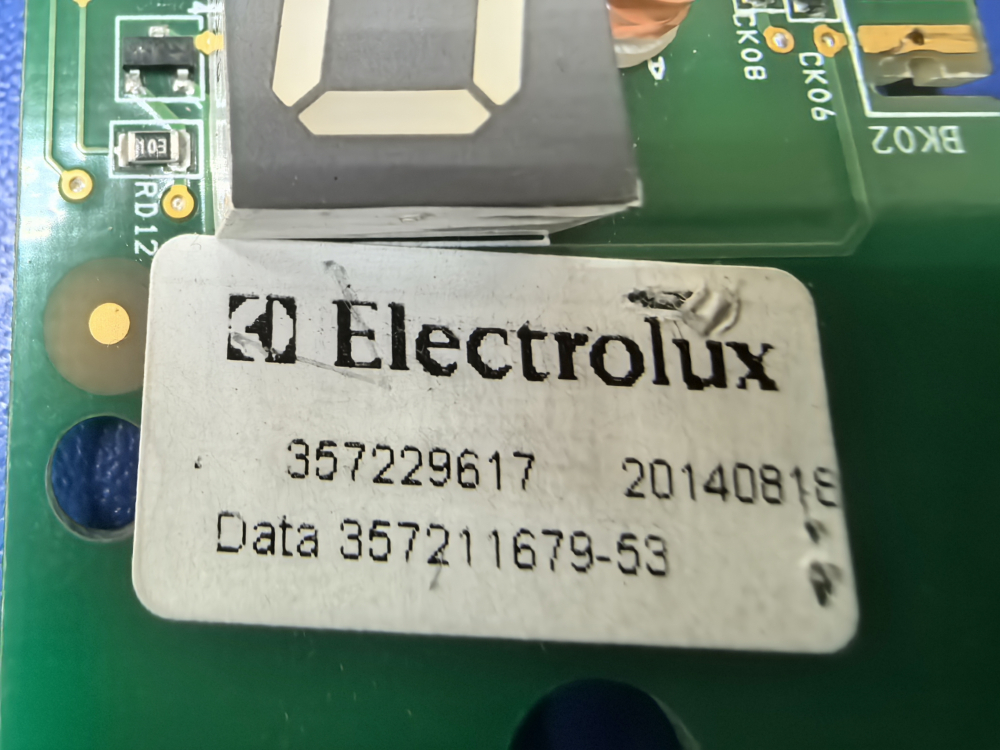 CK08
CK06
BK02
103
RD12
Electrolux
357229617 20140818
Data 357211679-53